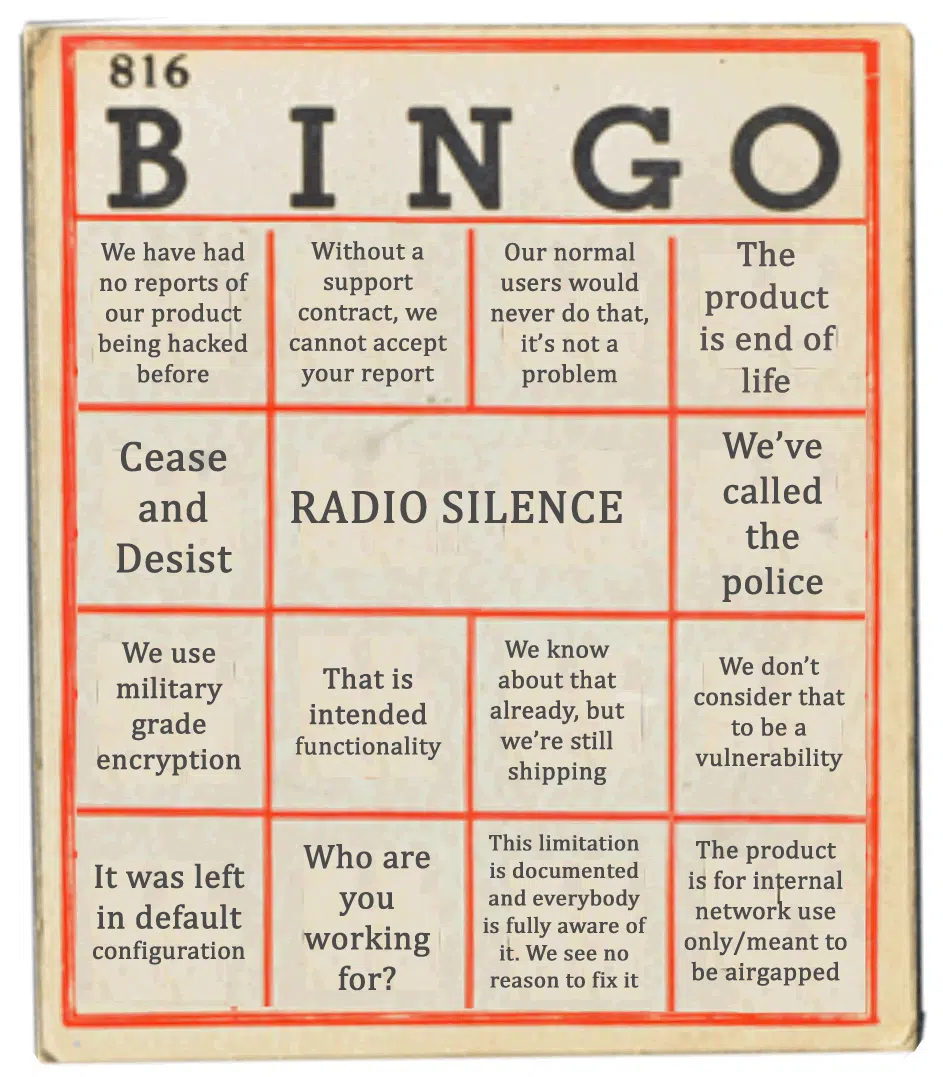 816
B I N G O
We have had
no reports of
our product
being hacked
before
Without a
support
contract, we
cannot accept
your report
Our normal
users would
never do that,
it's not a
problem
The
product
is end of
life
Cease
and
Desist
RADIO SILENCE
We've
called
the
police
We use
military
grade
encryption
That is
intended
functionality
We know
about that
already, but
we're still
shipping
We don't
consider that
to be a
vulnerability
It was left
in default
configuration
Who are
you
working
for?
This limitation
is documented
and everybody
is fully aware of
it. We see no
reason to fix it
The product
is for internal
network use
only/meant to
be airgapped